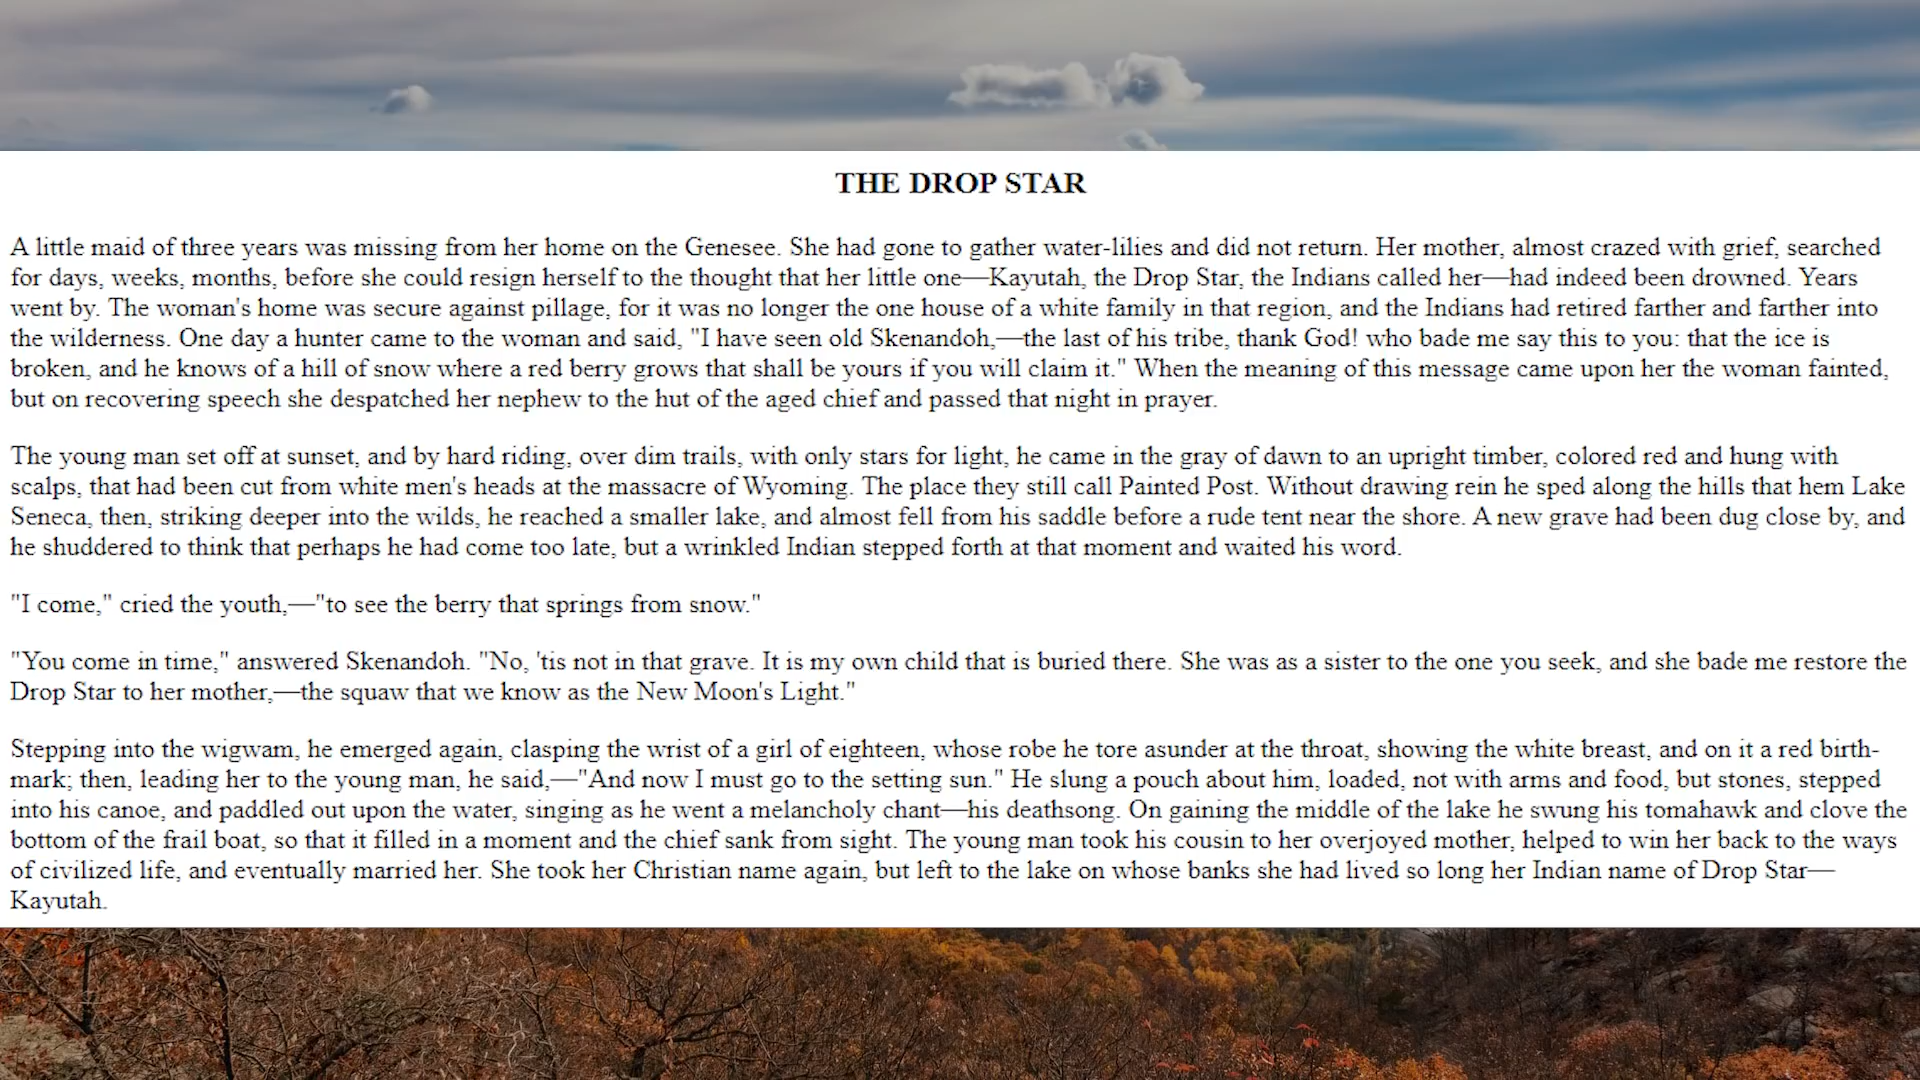 THE DROP STAR
A little maid of three years was missing from her home on the Genesee. She had gone to gather water-lilies and did not return. Her mother, almost crazed with grief, searched
for days, weeks, months, before she could resign herself to the thought that her little one—Kayutah, the Drop Star, the Indians called her—had indeed been drowned. Years
went by. The woman's home was secure against pillage, for it was no longer the one house of a white family in that region, and the Indians had retired farther and farther into
the wilderness. One day a hunter came to the woman and said, "I have seen old Skenandoh,—the last of his tribe, thank God! who bade me say this to you: that the ice is
broken, and he knows of a hill of snow where a red berry grows that shall be yours if you will claim it." When the meaning of this message came upon her the woman fainted,
but on recovering speech she despatched her nephew to the hut of the aged chief and passed that night in prayer.
The young man set off at sunset, and by hard riding, over dim trails, with only stars for light, he came in the gray of dawn to an upright timber, colored red and hung with
scalps, that had been cut from white men's heads at the massacre of Wyoming. The place they still call Painted Post. Without drawing rein he sped along the hills that hem Lake
Seneca, then, striking deeper into the wilds, he reached a smaller lake, and almost fell from his saddle before a rude tent near the shore. A new grave had been dug close by, and
he shuddered to think that perhaps he had come too late, but a wrinkled Indian stepped forth at that moment and waited his word.
"I come," cried the youth,—"to see the berry that springs from snow."
"You come in time," answered Skenandoh. "No, 'tis not in that grave. It is my own child that is buried there. She was as a sister to the one you seek, and she bade me restore the
Drop Star to her mother,—the squaw that we know as the New Moon's Light."
Stepping into the wigwam, he emerged again, clasping the wrist of a girl of eighteen, whose robe he tore asunder at the throat, showing the white breast, and on it a red birth-
mark; then, leading her to the young man, he said,—"And now I must go to the setting sun." He slung a pouch about him, loaded, not with arms and food, but stones, stepped
into his canoe, and paddled out upon the water, singing as he went a melancholy chant—his deathsong. On gaining the middle of the lake he swung his tomahawk and clove the
bottom of the frail boat, so that it filled in a moment and the chief sank from sight. The young man took his cousin to her overjoyed mother, helped to win her back to the ways
of civilized life, and eventually married her. She took her Christian name again, but left to the lake on whose banks she had lived so long her Indian name of Drop Star—
Kayutah.